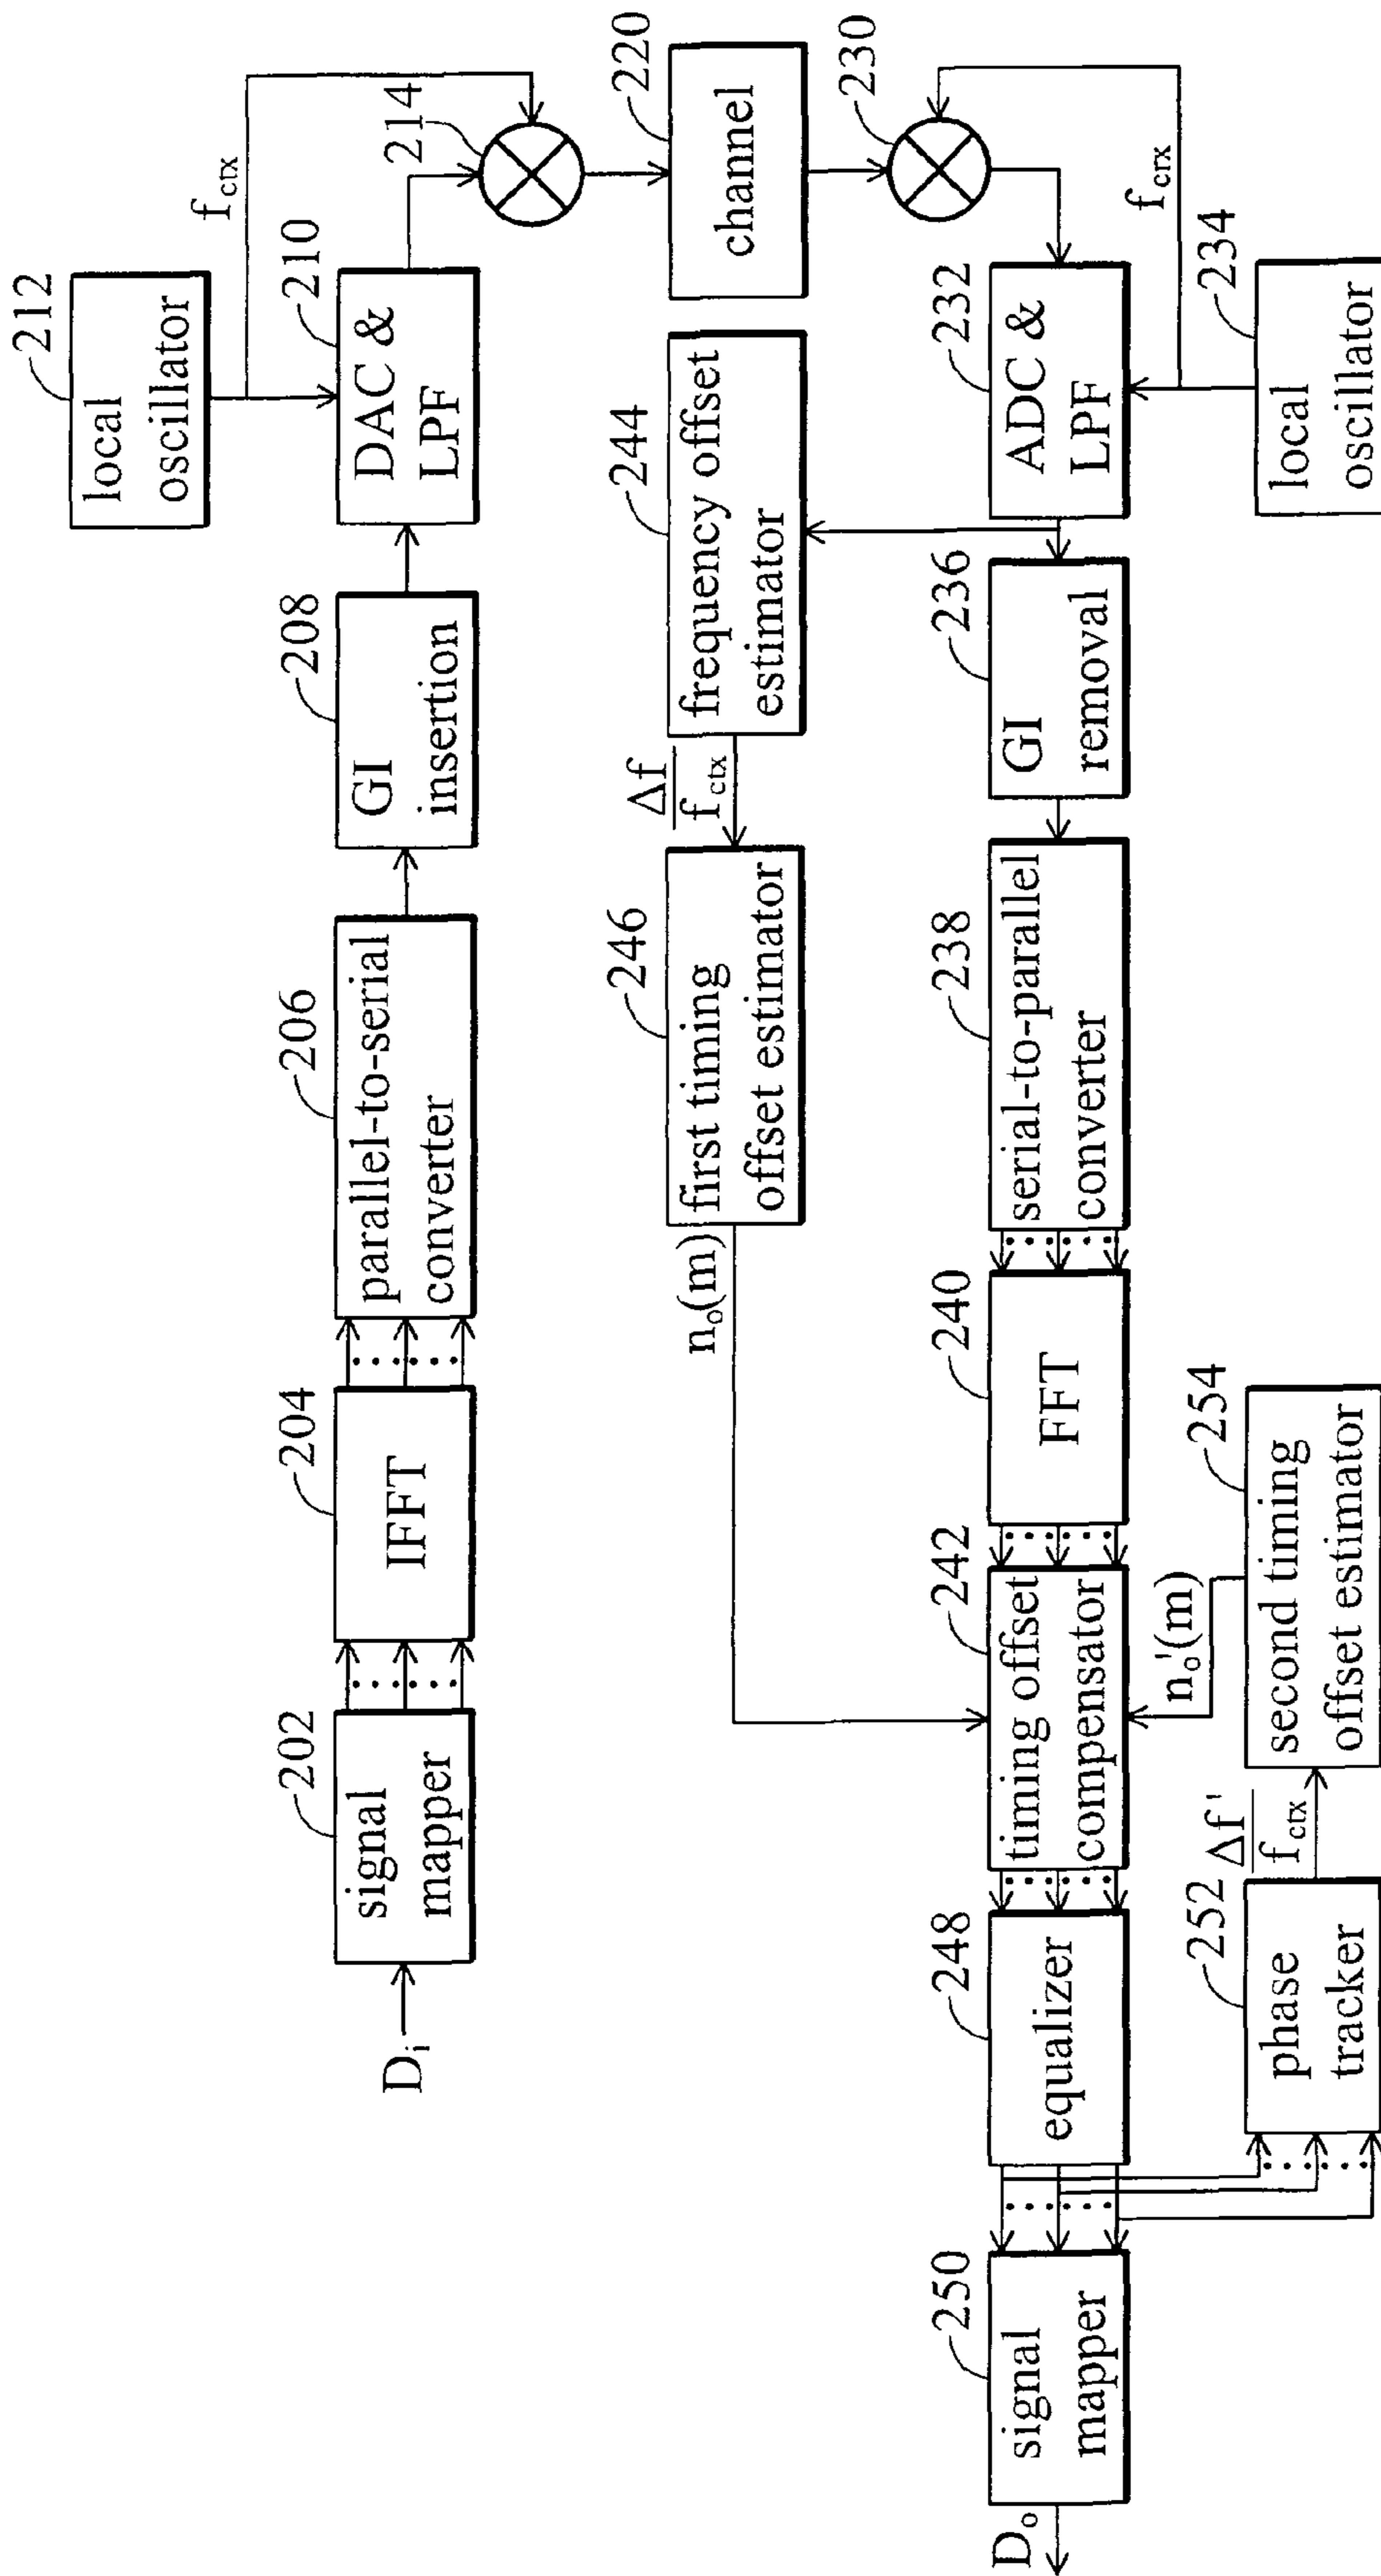 D_i
202
signal
mapper
204
IFFT
206
parallel-to-serial
converter
208
GI
insertion
210
DAC &
LPF
212
local
oscillator
f_ctx
214
220
channel
230
f_crx
232
ADC &
LPF
234
local
oscillator
244
frequency offset
estimator
Δf
f_ctx
246
first timing
offset estimator
n_o(m)
236
GI
removal
238
serial-to-parallel
converter
240
FFT
242
timing offset
compensator
248
equalizer
250
signal
mapper
D_o
252
phase
tracker
Δf'
f_ctx
254
second timing
offset estimator
n_o'(m)